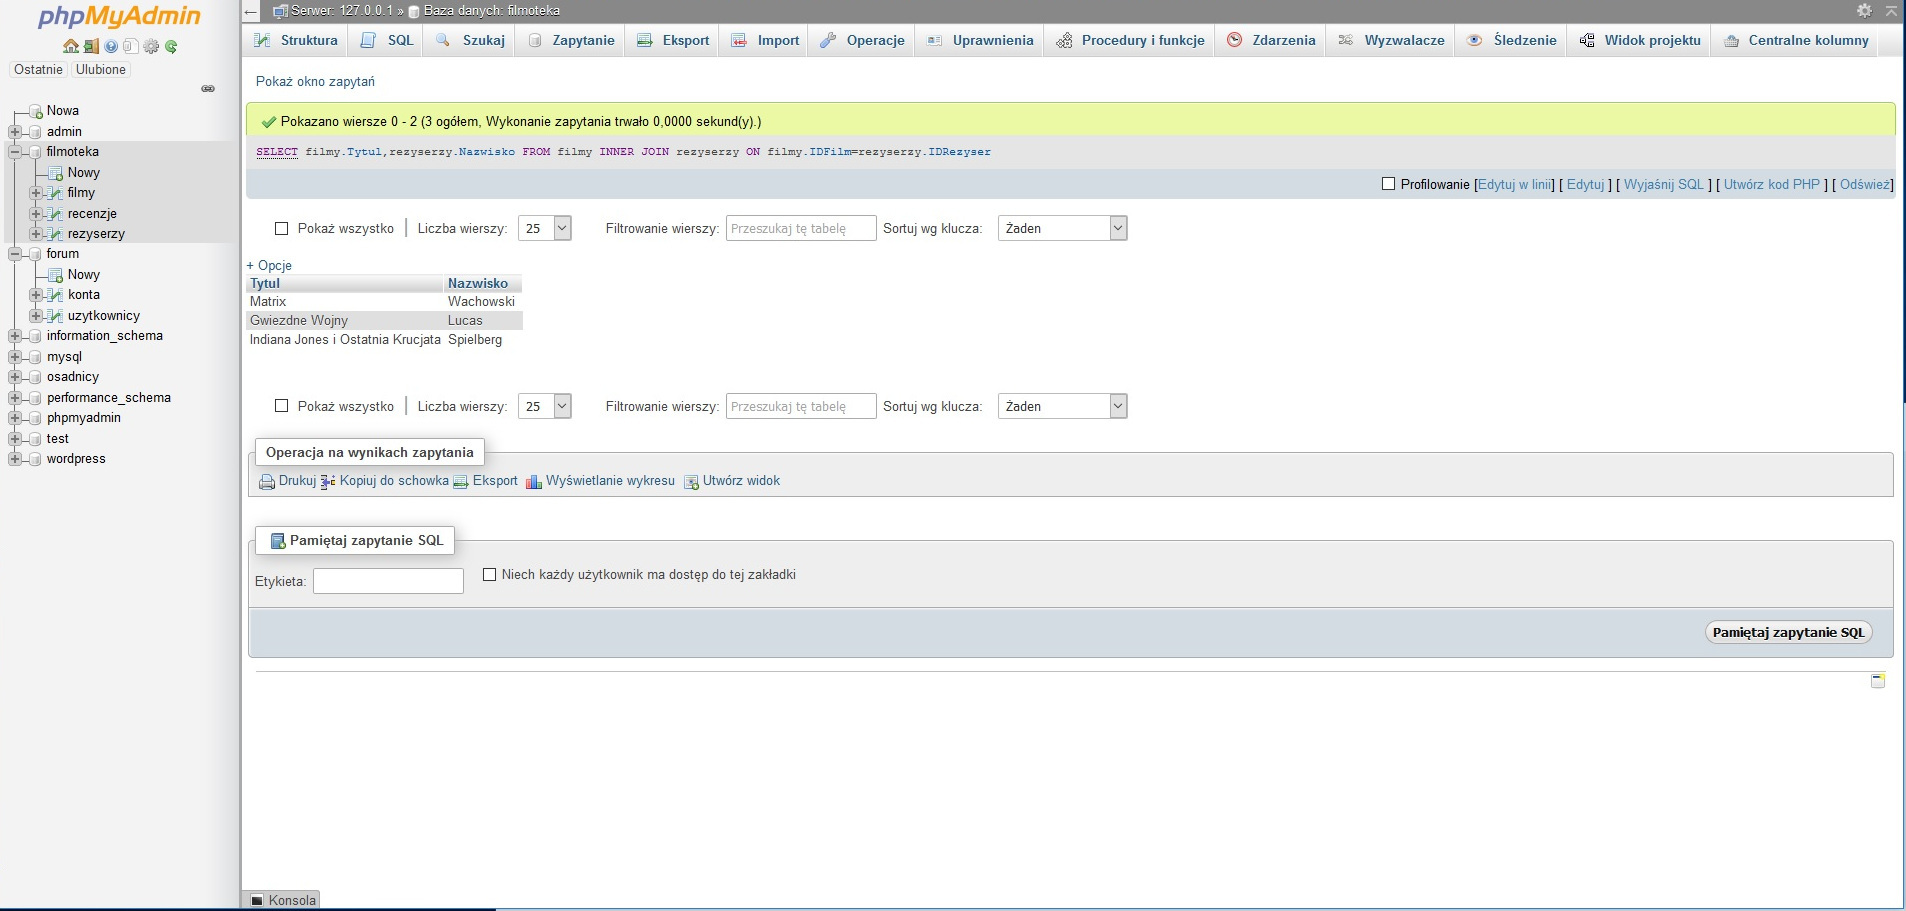 phpMyAdmin
Ostatnie Ulubione
Nowa
admin
filmoteka
Nowy
filmy
recenzje
rezyserzy
forum
Nowy
konta
uzytkownicy
information_schema
mysql
osadnicy
performance_schema
phpmyadmin
test
wordpress
Serwer: 127.0.0.1 » Baza danych: filmoteka
Struktura SQL Szukaj Zapytanie Eksport Import Operacje Uprawnienia Procedury i funkcje Zdarzenia Wyzwalacze Śledzenie Widok projektu Centralne kolumny
Pokaż okno zapytań
Pokazano wiersze 0 - 2 (3 ogółem, Wykonanie zapytania trwało 0,0000 sekund(y).)
SELECT filmy.Tytul,rezyserzy.Nazwisko FROM filmy INNER JOIN rezyserzy ON filmy.IDFilm=rezyserzy.IDRezyser
Profilowanie [Edytuj w linii] [ Edytuj ] [ Wyjaśnij SQL ] [ Utwórz kod PHP ] [ Odśwież]
Pokaż wszystko | Liczba wierszy: 25 Filtrowanie wierszy: Przeszukaj tę tabelę Sortuj wg klucza: Żaden
+ Opcje
Tytul Nazwisko
Matrix Wachowski
Gwiezdne Wojny Lucas
Indiana Jones i Ostatnia Krucjata Spielberg
Pokaż wszystko | Liczba wierszy: 25 Filtrowanie wierszy: Przeszukaj tę tabelę Sortuj wg klucza: Żaden
Operacja na wynikach zapytania
Drukuj Kopiuj do schowka Eksport Wyświetlanie wykresu Utwórz widok
Pamiętaj zapytanie SQL
Etykieta: Niech każdy użytkownik ma dostęp do tej zakładki
Pamiętaj zapytanie SQL
Konsola